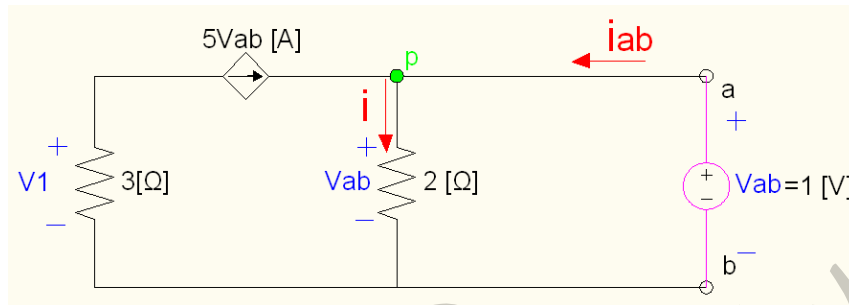 5Vab [A]
p
iab
a
i
+
+
+
V1
3[Ω]
Vab
2 [Ω]
+
−
Vab=1 [V]
−
−
b
−